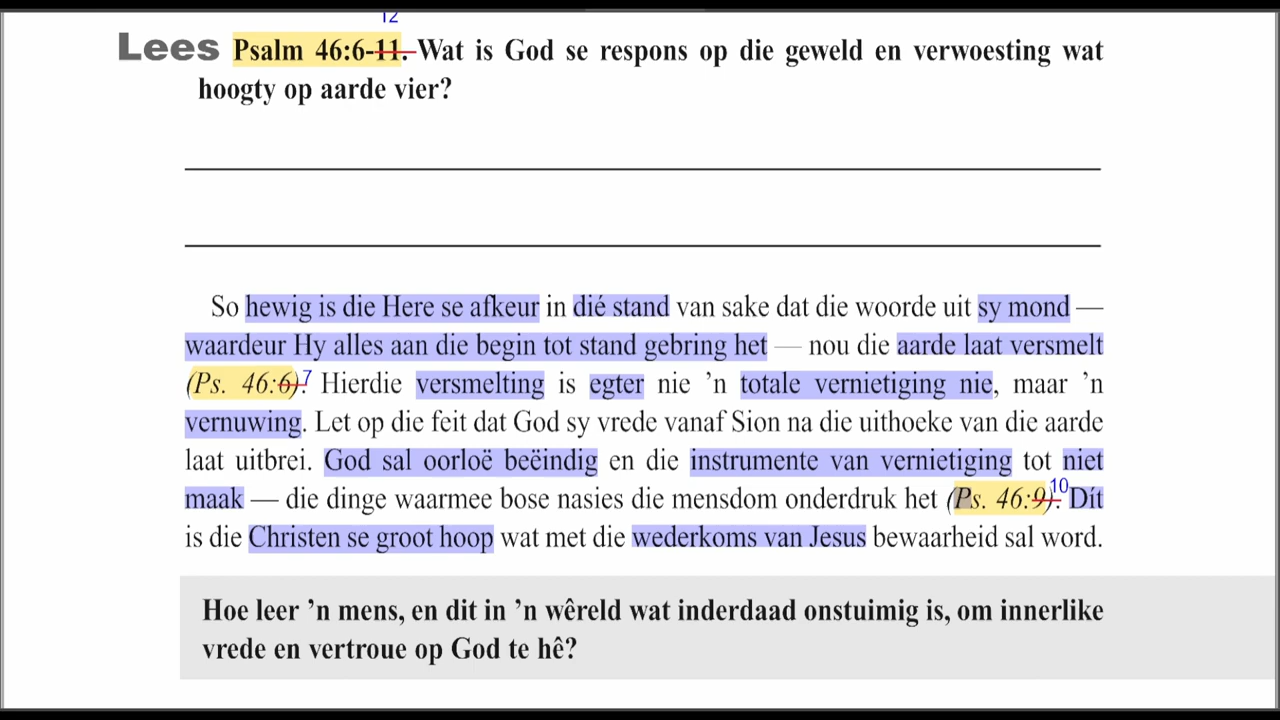 12
Lees Psalm 46:6-11. Wat is God se respons op die geweld en verwoesting wat
hoogty op aarde vier?
So hewig is die Here se afkeur in dié stand van sake dat die woorde uit sy mond —
waardeur Hy alles aan die begin tot stand gebring het — nou die aarde laat versmelt
(Ps. 46:6). 7 Hierdie versmelting is egter nie ’n totale vernietiging nie, maar ’n
vernuwing. Let op die feit dat God sy vrede vanaf Sion na die uithoeke van die aarde
laat uitbrei. God sal oorloë beëindig en die instrumente van vernietiging tot niet
maak — die dinge waarmee bose nasies die mensdom onderdruk het (Ps. 46:9). 10 Dít
is die Christen se groot hoop wat met die wederkoms van Jesus bewaarheid sal word.
Hoe leer ’n mens, en dit in ’n wêreld wat inderdaad onstuimig is, om innerlike
vrede en vertroue op God te hê?